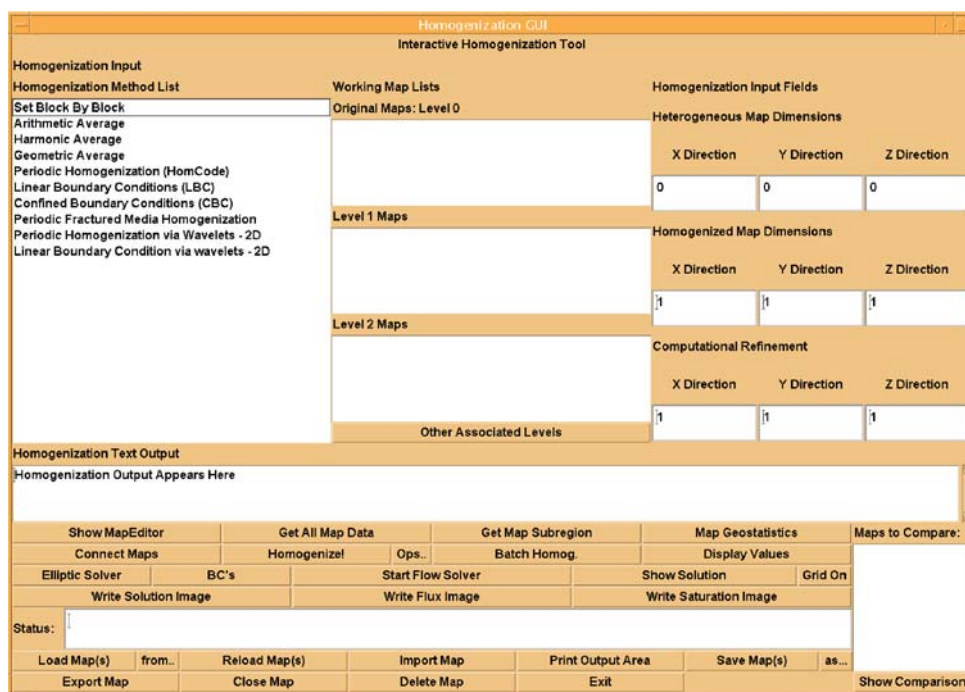 Homogenization GUI
Interactive Homogenization Tool
Homogenization Input
Homogenization Method List
Set Block By Block
Arithmetic Average
Harmonic Average
Geometric Average
Periodic Homogenization (HomCode)
Linear Boundary Conditions (LBC)
Confined Boundary Conditions (CBC)
Periodic Fractured Media Homogenization
Periodic Homogenization via Wavelets - 2D
Linear Boundary Condition via wavelets - 2D
Working Map Lists
Original Maps: Level 0
Level 1 Maps
Level 2 Maps
Other Associated Levels
Homogenization Input Fields
Heterogeneous Map Dimensions
X Direction Y Direction Z Direction
0 0 0
Homogenized Map Dimensions
X Direction Y Direction Z Direction
1 1 1
Computational Refinement
X Direction Y Direction Z Direction
1 1 1
Homogenization Text Output
Homogenization Output Appears Here
Show MapEditor Get All Map Data Get Map Subregion Map Geostatistics Maps to Compare:
Connect Maps Homogenize! Ops.. Batch Homog. Display Values
Elliptic Solver BC's Start Flow Solver Show Solution Grid On
Write Solution Image Write Flux Image Write Saturation Image
Status:
Load Map(s) from.. Reload Map(s) Import Map Print Output Area Save Map(s) as...
Export Map Close Map Delete Map Exit Show Comparison